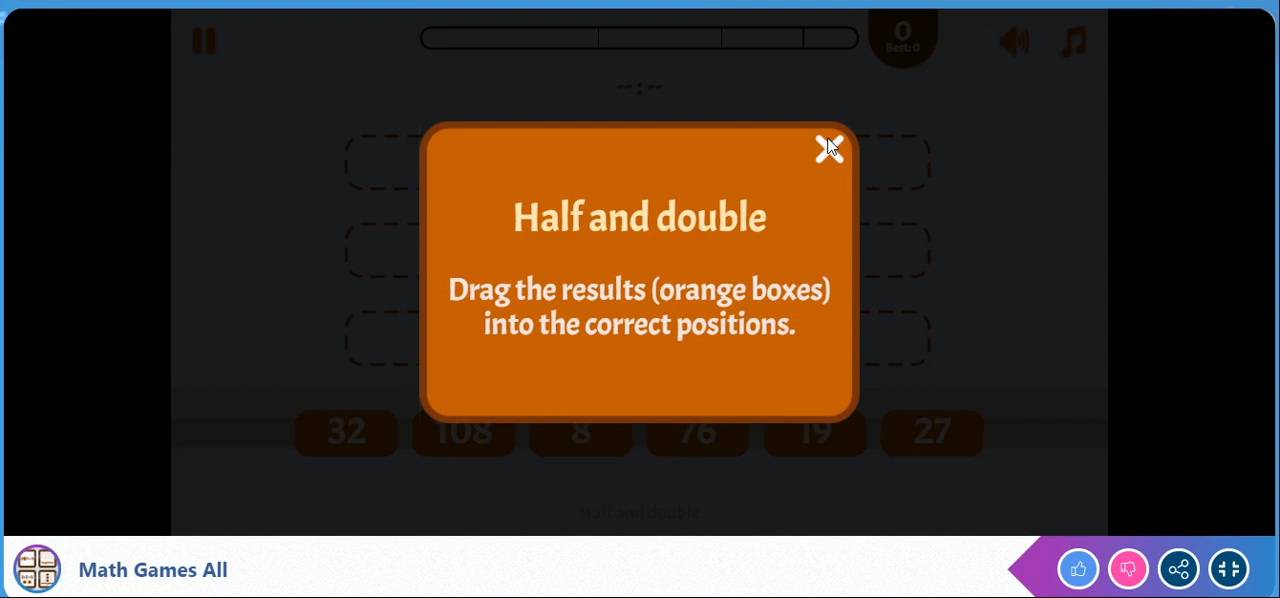 0
Best: 0
-- : --
Half and double
Drag the results (orange boxes)
into the correct positions.
32 108 8 76 19 27
Half and double
Math Games All